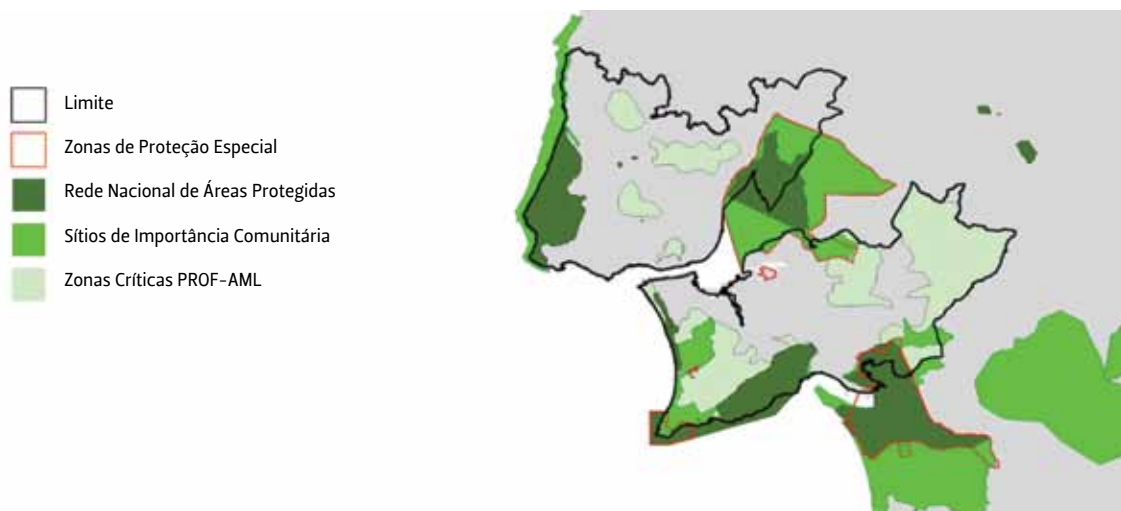 Limite
Zonas de Proteção Especial
Rede Nacional de Áreas Protegidas
Sítios de Importância Comunitária
Zonas Críticas PROF-AML